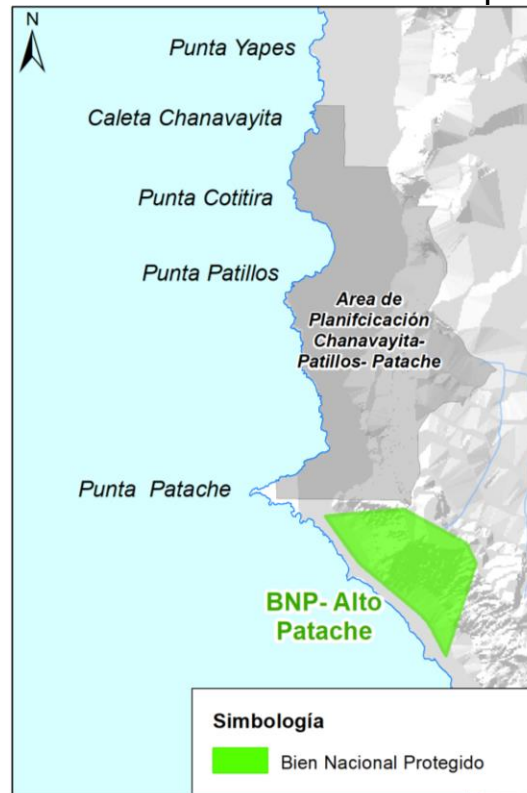 N
Punta Yapes
Caleta Chanavayita
Punta Cotitira
Punta Patillos
Area de
Planifcicación
Chanavayita-
Patillos- Patache
Punta Patache
BNP- Alto
Patache
Simbología
Bien Nacional Protegido